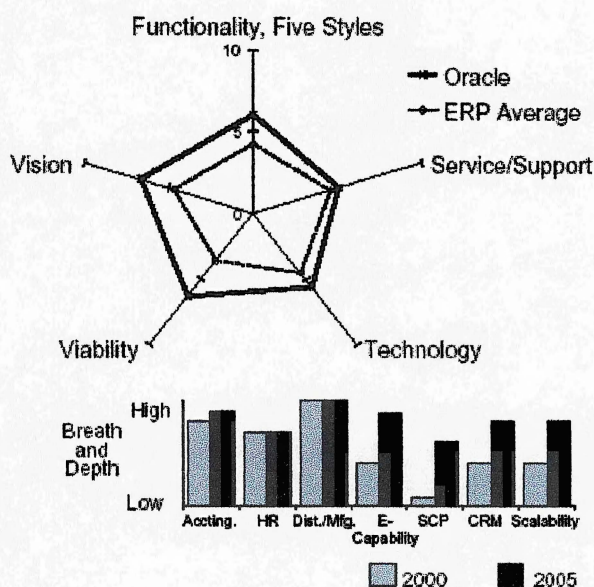 Functionality, Five Styles
10
Oracle
ERP Average
5
Vision
Service/Support
0
Viability
Technology
High
Breath
and
Depth
Low
Accting. HR Dist./Mfg. E-Capability SCP CRM Scalability
2000 2005